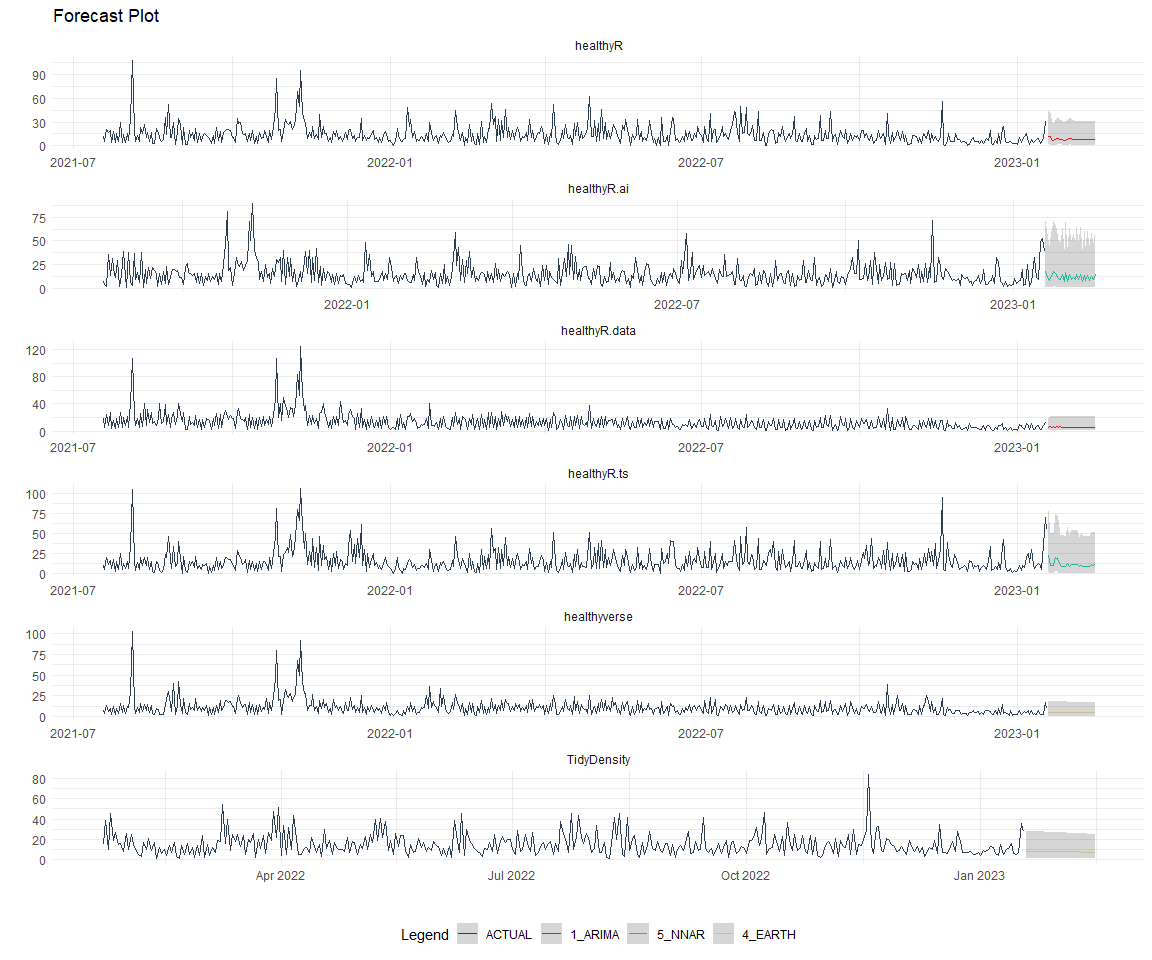 Forecast Plot
healthyR
90
60
30
0
2021-07 2022-01 2022-07 2023-01
healthyR.ai
75
50
25
0
2022-01 2022-07 2023-01
healthyR.data
120
80
40
0
2021-07 2022-01 2022-07 2023-01
healthyR.ts
100
75
50
25
0
2021-07 2022-01 2022-07 2023-01
healthyverse
100
75
50
25
0
2021-07 2022-01 2022-07 2023-01
TidyDensity
80
60
40
20
0
Apr 2022 Jul 2022 Oct 2022 Jan 2023
Legend ACTUAL 1_ARIMA 5_NNAR 4_EARTH